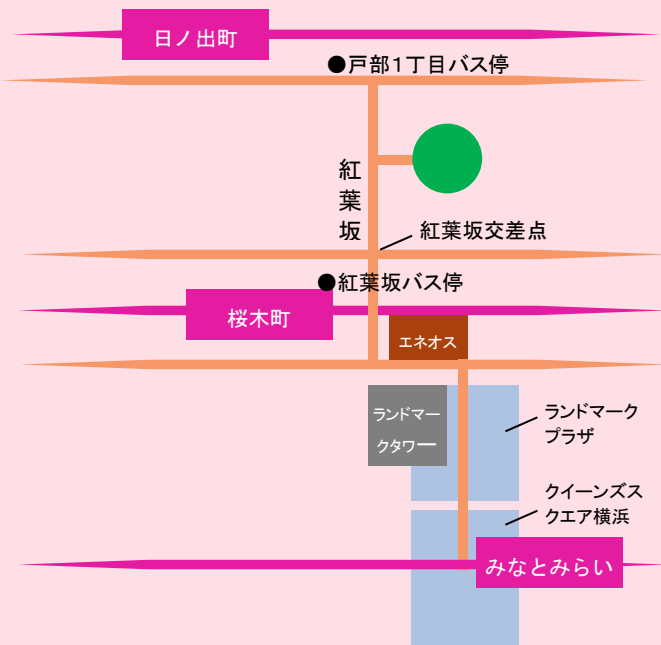 日ノ出町
●戸部1丁目バス停
紅葉坂
紅葉坂交差点
●紅葉坂バス停
桜木町
エネオス
ランドマー
クタワー
ランドマーク
プラザ
クイーンズス
クエア横浜
みなとみらい